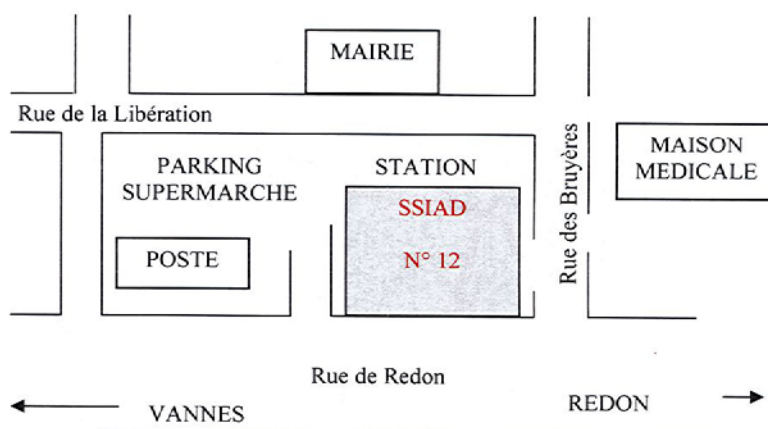 MAIRIE
Rue de la Libération
PARKING
SUPERMARCHE
STATION
Rue des Bruyères
MAISON
MEDICALE
SSIAD
POSTE
N° 12
Rue de Redon
VANNES
REDON